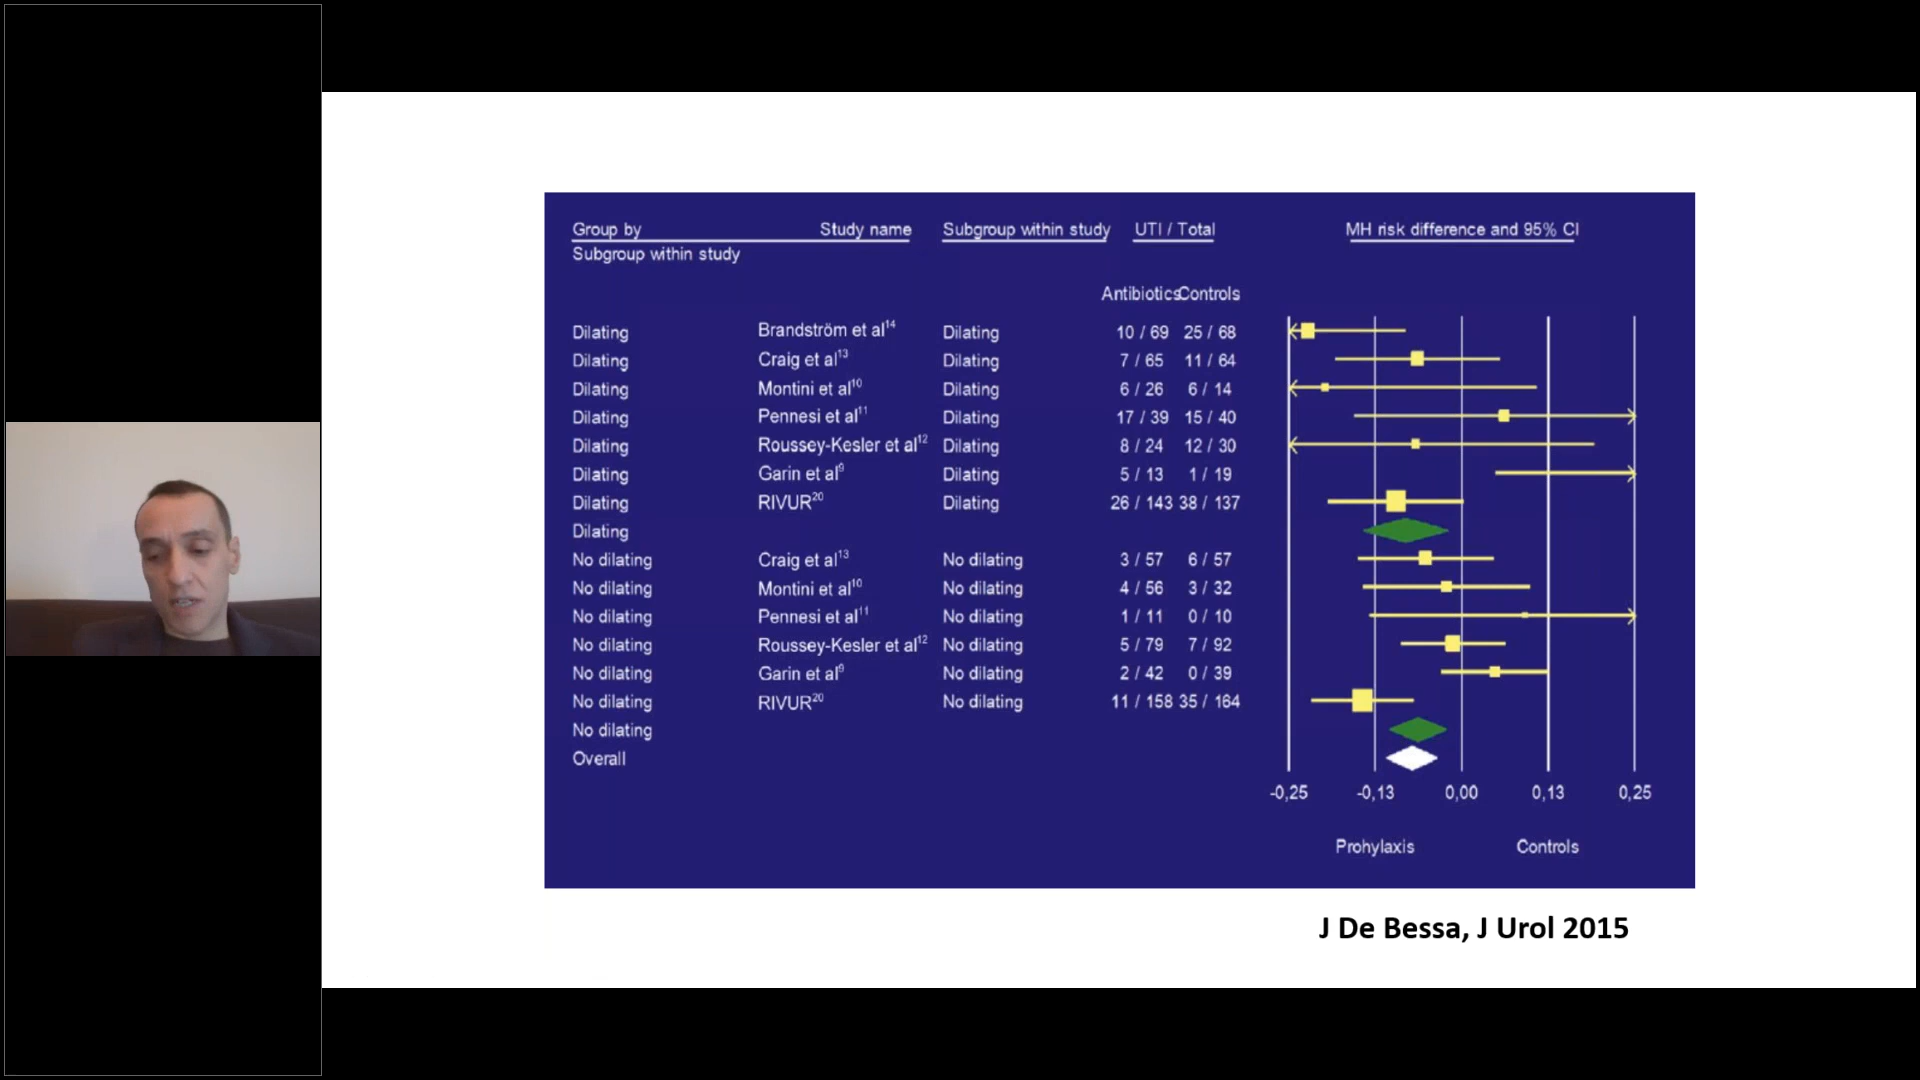 Group by Study name Subgroup within study UTI / Total MH risk difference and 95% CI
Subgroup within study
Antibiotics Controls
Dilating Brandström et al14 Dilating 10 / 69 25 / 68
Dilating Craig et al13 Dilating 7 / 65 11 / 64
Dilating Montini et al10 Dilating 6 / 26 6 / 14
Dilating Pennesi et al11 Dilating 17 / 39 15 / 40
Dilating Roussey-Kesler et al12 Dilating 8 / 24 12 / 30
Dilating Garin et al9 Dilating 5 / 13 1 / 19
Dilating RIVUR20 Dilating 26 / 143 38 / 137
Dilating
No dilating Craig et al13 No dilating 3 / 57 6 / 57
No dilating Montini et al10 No dilating 4 / 56 3 / 32
No dilating Pennesi et al11 No dilating 1 / 11 0 / 10
No dilating Roussey-Kesler et al12 No dilating 5 / 79 7 / 92
No dilating Garin et al9 No dilating 2 / 42 0 / 39
No dilating RIVUR20 No dilating 11 / 158 35 / 164
No dilating
Overall
-0,25 -0,13 0,00 0,13 0,25
Prohylaxis Controls
J De Bessa, J Urol 2015